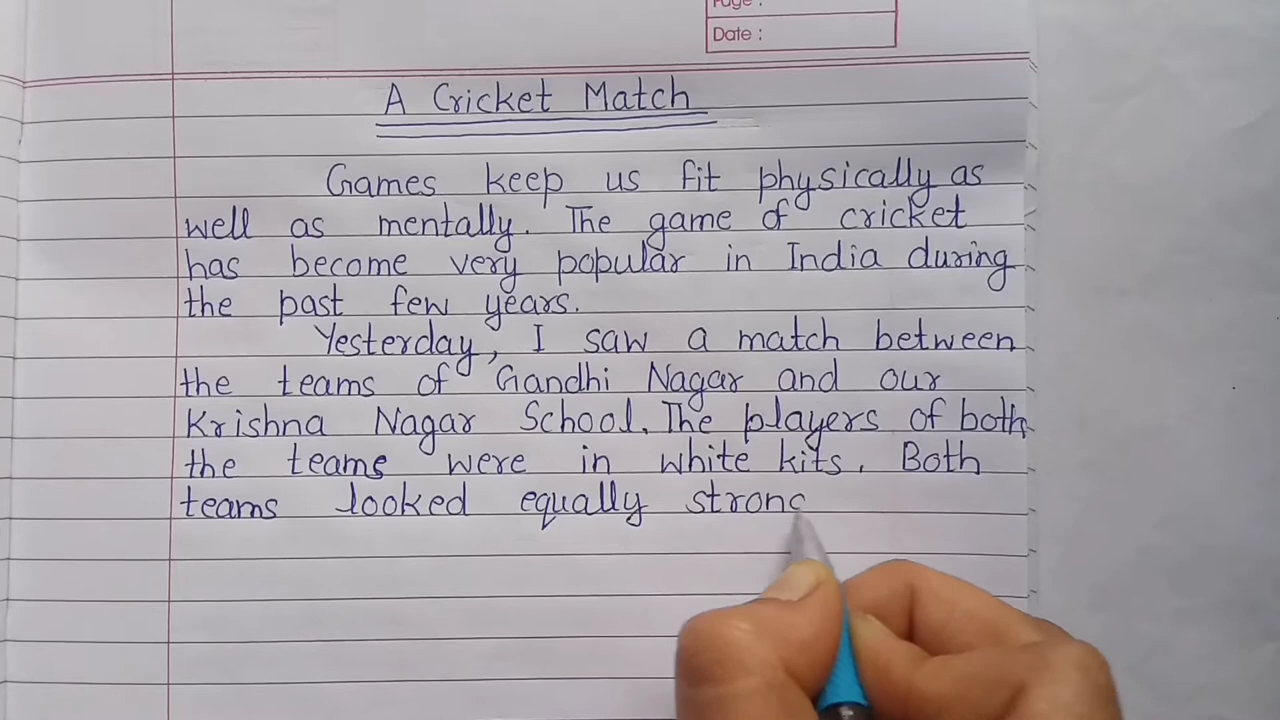 Date :
A Cricket Match
Games keep us fit physically as
well as mentally. The game of cricket
has become very popular in India during
the past few years.
Yesterday, I saw a match between
the teams of Gandhi Nagar and our
Krishna Nagar School. The players of both
the teams were in white kits. Both
teams looked equally